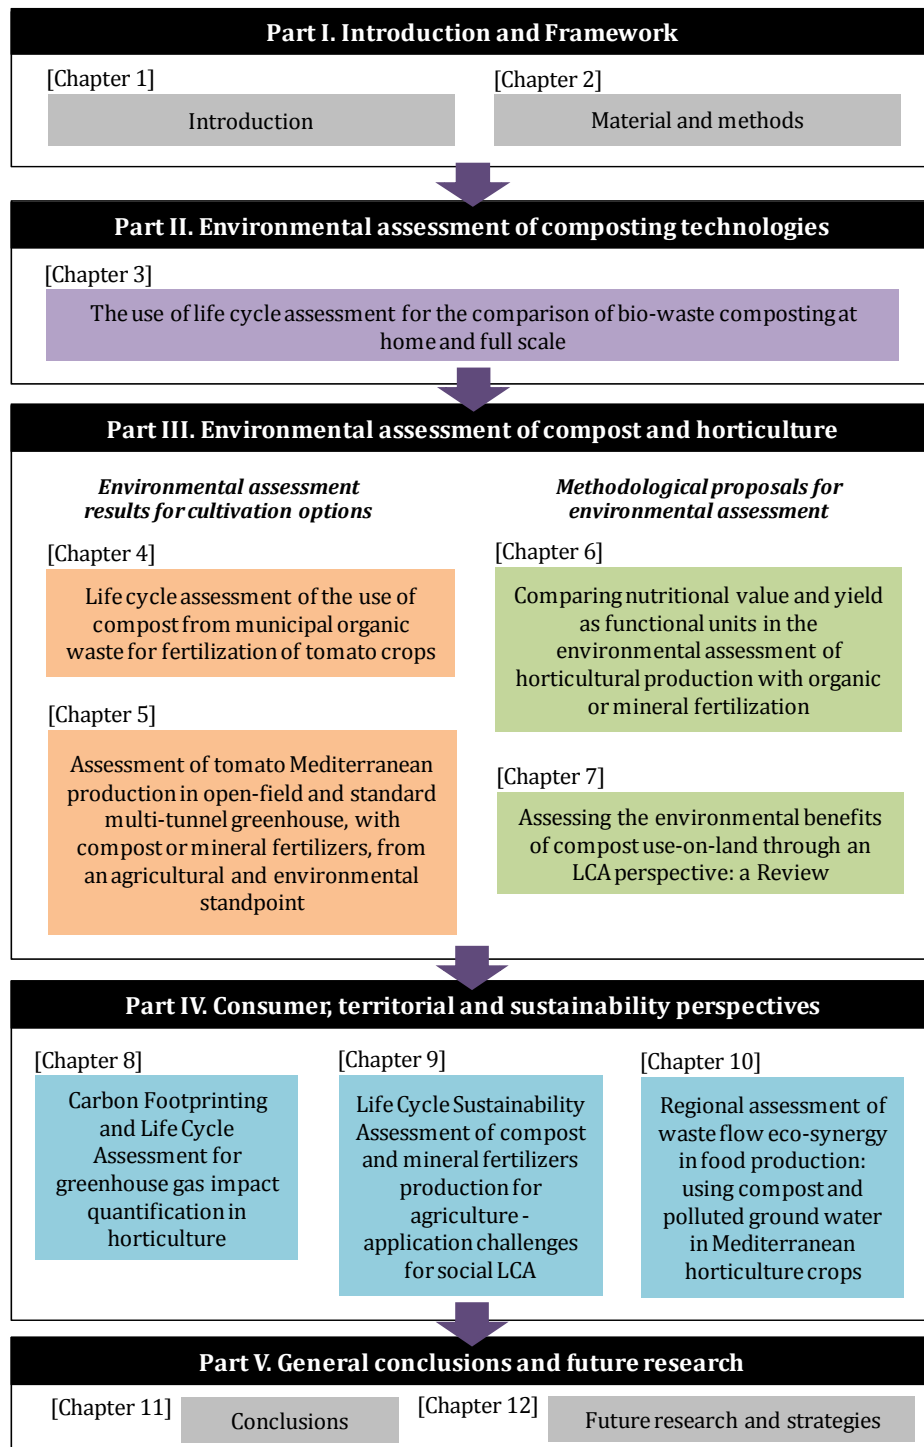 Part I. Introduction and Framework
[Chapter 1]
Introduction
[Chapter 2]
Material and methods
Part II. Environmental assessment of composting technologies
[Chapter 3]
The use of life cycle assessment for the comparison of bio-waste composting at
home and full scale
Part III. Environmental assessment of compost and horticulture
Environmental assessment
results for cultivation options
[Chapter 4]
Life cycle assessment of the use of
compost from municipal organic
waste for fertilization of tomato crops
[Chapter 5]
Assessment of tomato Mediterranean
production in open-field and standard
multi-tunnel greenhouse, with
compost or mineral fertilizers, from
an agricultural and environmental
standpoint
Methodological proposals for
environmental assessment
[Chapter 6]
Comparing nutritional value and yield
as functional units in the
environmental assessment of
horticultural production with organic
or mineral fertilization
[Chapter 7]
Assessing the environmental benefits
of compost use-on-land through an
LCA perspective: a Review
Part IV. Consumer, territorial and sustainability perspectives
[Chapter 8]
Carbon Footprinting
and Life Cycle
Assessment for
greenhouse gas impact
quantification in
horticulture
[Chapter 9]
Life Cycle Sustainability
Assessment of compost
and mineral fertilizers
production for
agriculture -
application challenges
for social LCA
[Chapter 10]
Regional assessment of
waste flow eco-synergy
in food production:
using compost and
polluted ground water
in Mediterranean
horticulture crops
Part V. General conclusions and future research
[Chapter 11]
Conclusions
[Chapter 12]
Future research and strategies